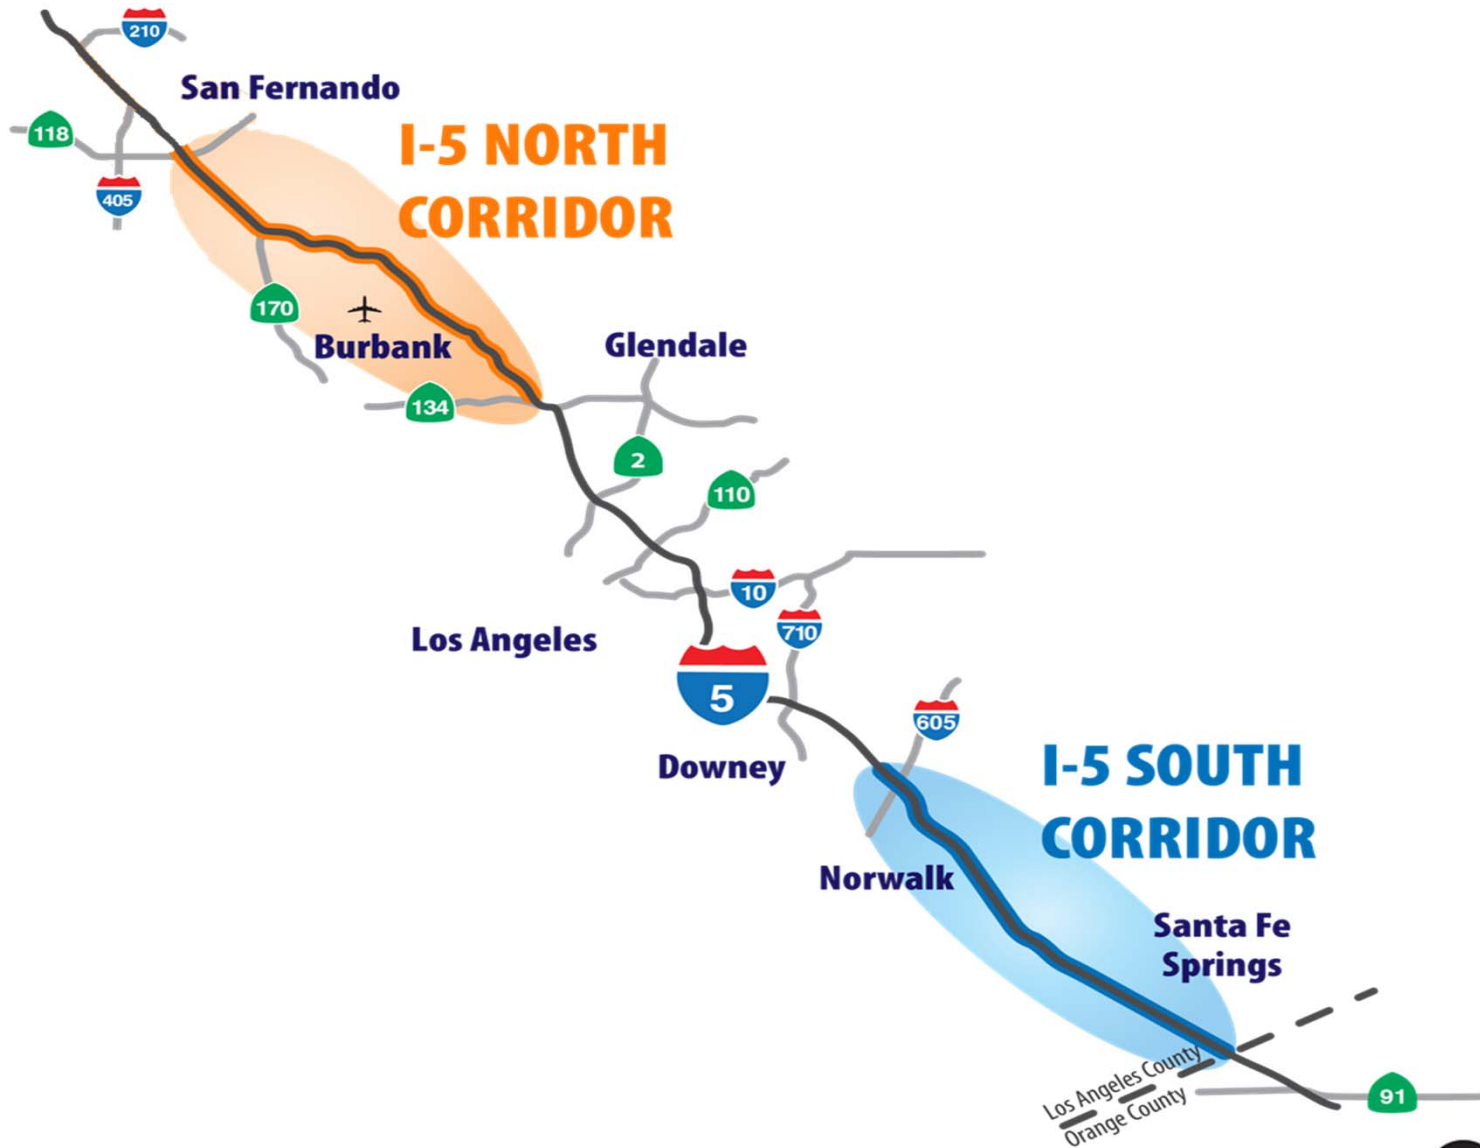 210
San Fernando
118
I-5 NORTH
CORRIDOR
405
170
Burbank
Glendale
134
2
110
10
710
Los Angeles
5
605
Downey
I-5 SOUTH
CORRIDOR
Norwalk
Santa Fe
Springs
Los Angeles County
Orange County
91